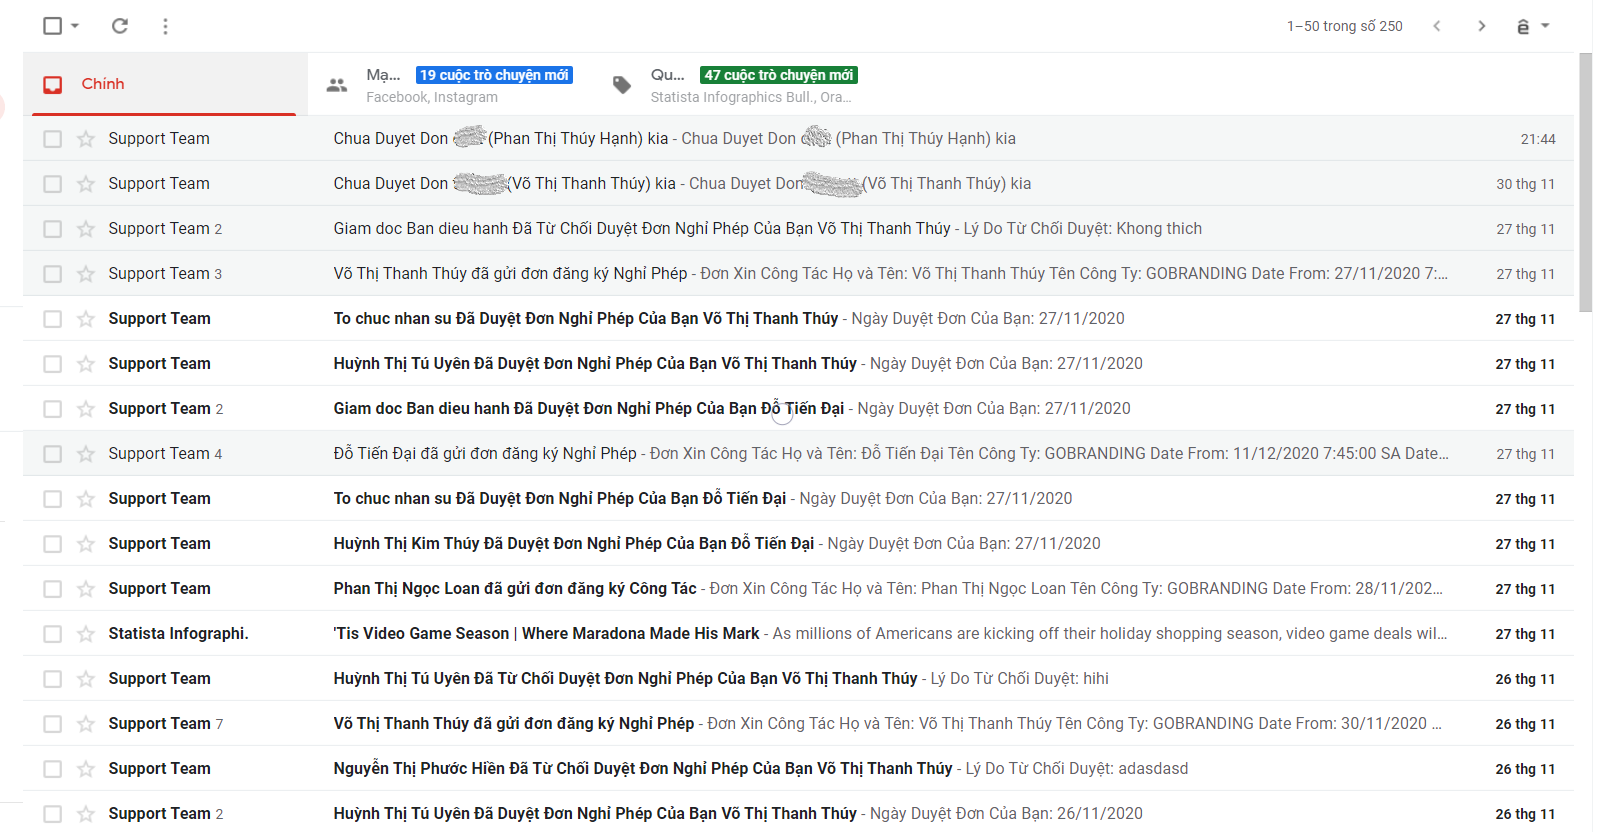 1–50 trong số 250
Chính
Mạ... 19 cuộc trò chuyện mới
Facebook, Instagram
Qu... 47 cuộc trò chuyện mới
Statista Infographics Bull., Ora...
Support Team Chua Duyet Don (Phan Thị Thúy Hạnh) kia - Chua Duyet Don (Phan Thị Thúy Hạnh) kia 21:44
Support Team Chua Duyet Don (Võ Thị Thanh Thúy) kia - Chua Duyet Don (Võ Thị Thanh Thúy) kia 30 thg 11
Support Team 2 Giam doc Ban dieu hanh Đã Từ Chối Duyệt Đơn Nghỉ Phép Của Bạn Võ Thị Thanh Thúy - Lý Do Từ Chối Duyệt: Khong thich 27 thg 11
Support Team 3 Võ Thị Thanh Thúy đã gửi đơn đăng ký Nghỉ Phép - Đơn Xin Công Tác Họ và Tên: Võ Thị Thanh Thúy Tên Công Ty: GOBRANDING Date From: 27/11/2020 7:... 27 thg 11
Support Team To chuc nhan su Đã Duyệt Đơn Nghỉ Phép Của Bạn Võ Thị Thanh Thúy - Ngày Duyệt Đơn Của Bạn: 27/11/2020 27 thg 11
Support Team Huỳnh Thị Tú Uyên Đã Duyệt Đơn Nghỉ Phép Của Bạn Võ Thị Thanh Thúy - Ngày Duyệt Đơn Của Bạn: 27/11/2020 27 thg 11
Support Team 2 Giam doc Ban dieu hanh Đã Duyệt Đơn Nghỉ Phép Của Bạn Đỗ Tiến Đại - Ngày Duyệt Đơn Của Bạn: 27/11/2020 27 thg 11
Support Team 4 Đỗ Tiến Đại đã gửi đơn đăng ký Nghỉ Phép - Đơn Xin Công Tác Họ và Tên: Đỗ Tiến Đại Tên Công Ty: GOBRANDING Date From: 11/12/2020 7:45:00 SA Date... 27 thg 11
Support Team To chuc nhan su Đã Duyệt Đơn Nghỉ Phép Của Bạn Đỗ Tiến Đại - Ngày Duyệt Đơn Của Bạn: 27/11/2020 27 thg 11
Support Team Huỳnh Thị Kim Thúy Đã Duyệt Đơn Nghỉ Phép Của Bạn Đỗ Tiến Đại - Ngày Duyệt Đơn Của Bạn: 27/11/2020 27 thg 11
Support Team Phan Thị Ngọc Loan đã gửi đơn đăng ký Công Tác - Đơn Xin Công Tác Họ và Tên: Phan Thị Ngọc Loan Tên Công Ty: GOBRANDING Date From: 28/11/202... 27 thg 11
Statista Infographi. 'Tis Video Game Season | Where Maradona Made His Mark - As millions of Americans are kicking off their holiday shopping season, video game deals wil... 27 thg 11
Support Team Huỳnh Thị Tú Uyên Đã Từ Chối Duyệt Đơn Nghỉ Phép Của Bạn Võ Thị Thanh Thúy - Lý Do Từ Chối Duyệt: hihi 26 thg 11
Support Team 7 Võ Thị Thanh Thúy đã gửi đơn đăng ký Nghỉ Phép - Đơn Xin Công Tác Họ và Tên: Võ Thị Thanh Thúy Tên Công Ty: GOBRANDING Date From: 30/11/2020 ... 26 thg 11
Support Team Nguyễn Thị Phước Hiền Đã Từ Chối Duyệt Đơn Nghỉ Phép Của Bạn Võ Thị Thanh Thúy - Lý Do Từ Chối Duyệt: adasdasd 26 thg 11
Support Team 2 Huỳnh Thị Tú Uyên Đã Duyệt Đơn Nghỉ Phép Của Bạn Võ Thị Thanh Thúy - Ngày Duyệt Đơn Của Bạn: 26/11/2020 26 thg 11